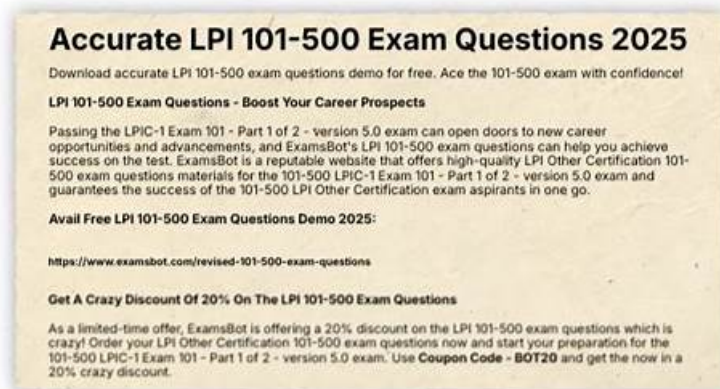 Accurate LPI 101-500 Exam Questions 2025
Download accurate LPI 101-500 exam questions demo for free. Ace the 101-500 exam with confidence!
LPI 101-500 Exam Questions - Boost Your Career Prospects
Passing the LPIC-1 Exam 101 - Part 1 of 2 - version 5.0 exam can open doors to new career
opportunities and advancements, and ExamsBot's LPI 101-500 exam questions can help you achieve
success on the test. ExamsBot is a reputable website that offers high-quality LPI Other Certification 101-
500 exam questions materials for the 101-500 LPIC-1 Exam 101 - Part 1 of 2 - version 5.0 exam and
guarantees the success of the 101-500 LPI Other Certification exam aspirants in one go.
Avail Free LPI 101-500 Exam Questions Demo 2025:
https://www.examsbot.com/revised-101-500-exam-questions
Get A Crazy Discount Of 20% On The LPI 101-500 Exam Questions
As a limited-time offer, ExamsBot is offering a 20% discount on the LPI 101-500 exam questions which is
crazy! Order your LPI Other Certification 101-500 exam questions now and start your preparation for the
101-500 LPIC-1 Exam 101 - Part 1 of 2 - version 5.0 exam. Use Coupon Code - BOT20 and get the now in a
20% crazy discount.